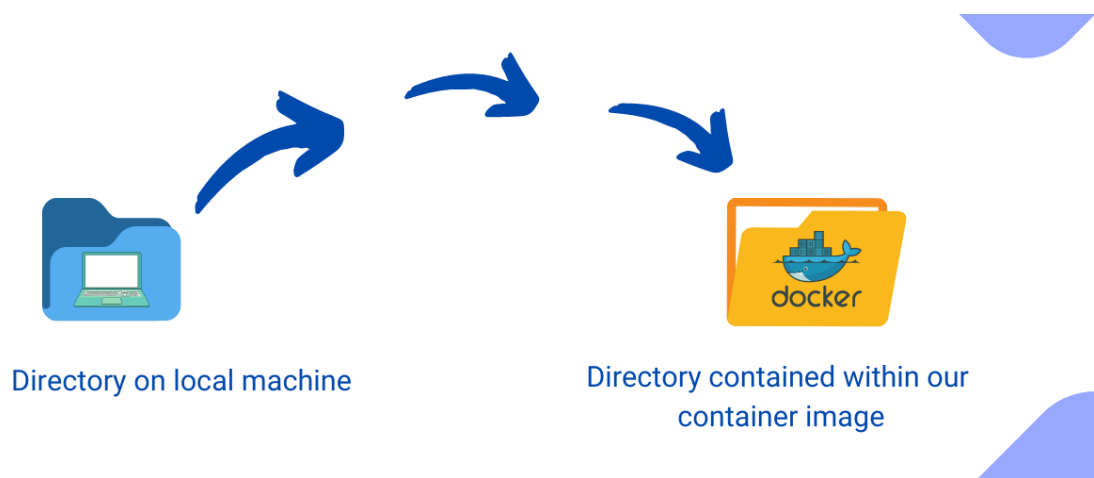 docker
Directory on local machine
Directory contained within our
container image